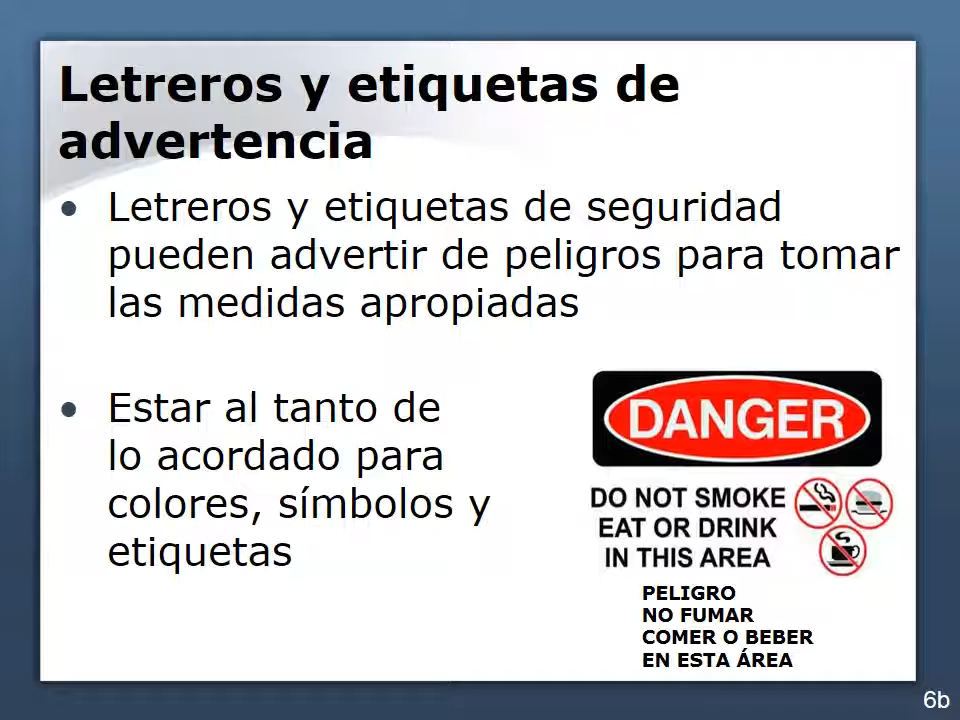 Letreros y etiquetas de
advertencia
• Letreros y etiquetas de seguridad
pueden advertir de peligros para tomar
las medidas apropiadas
• Estar al tanto de
lo acordado para
colores, símbolos y
etiquetas
DANGER
DO NOT SMOKE
EAT OR DRINK
IN THIS AREA
PELIGRO
NO FUMAR
COMER O BEBER
EN ESTA ÁREA
6b